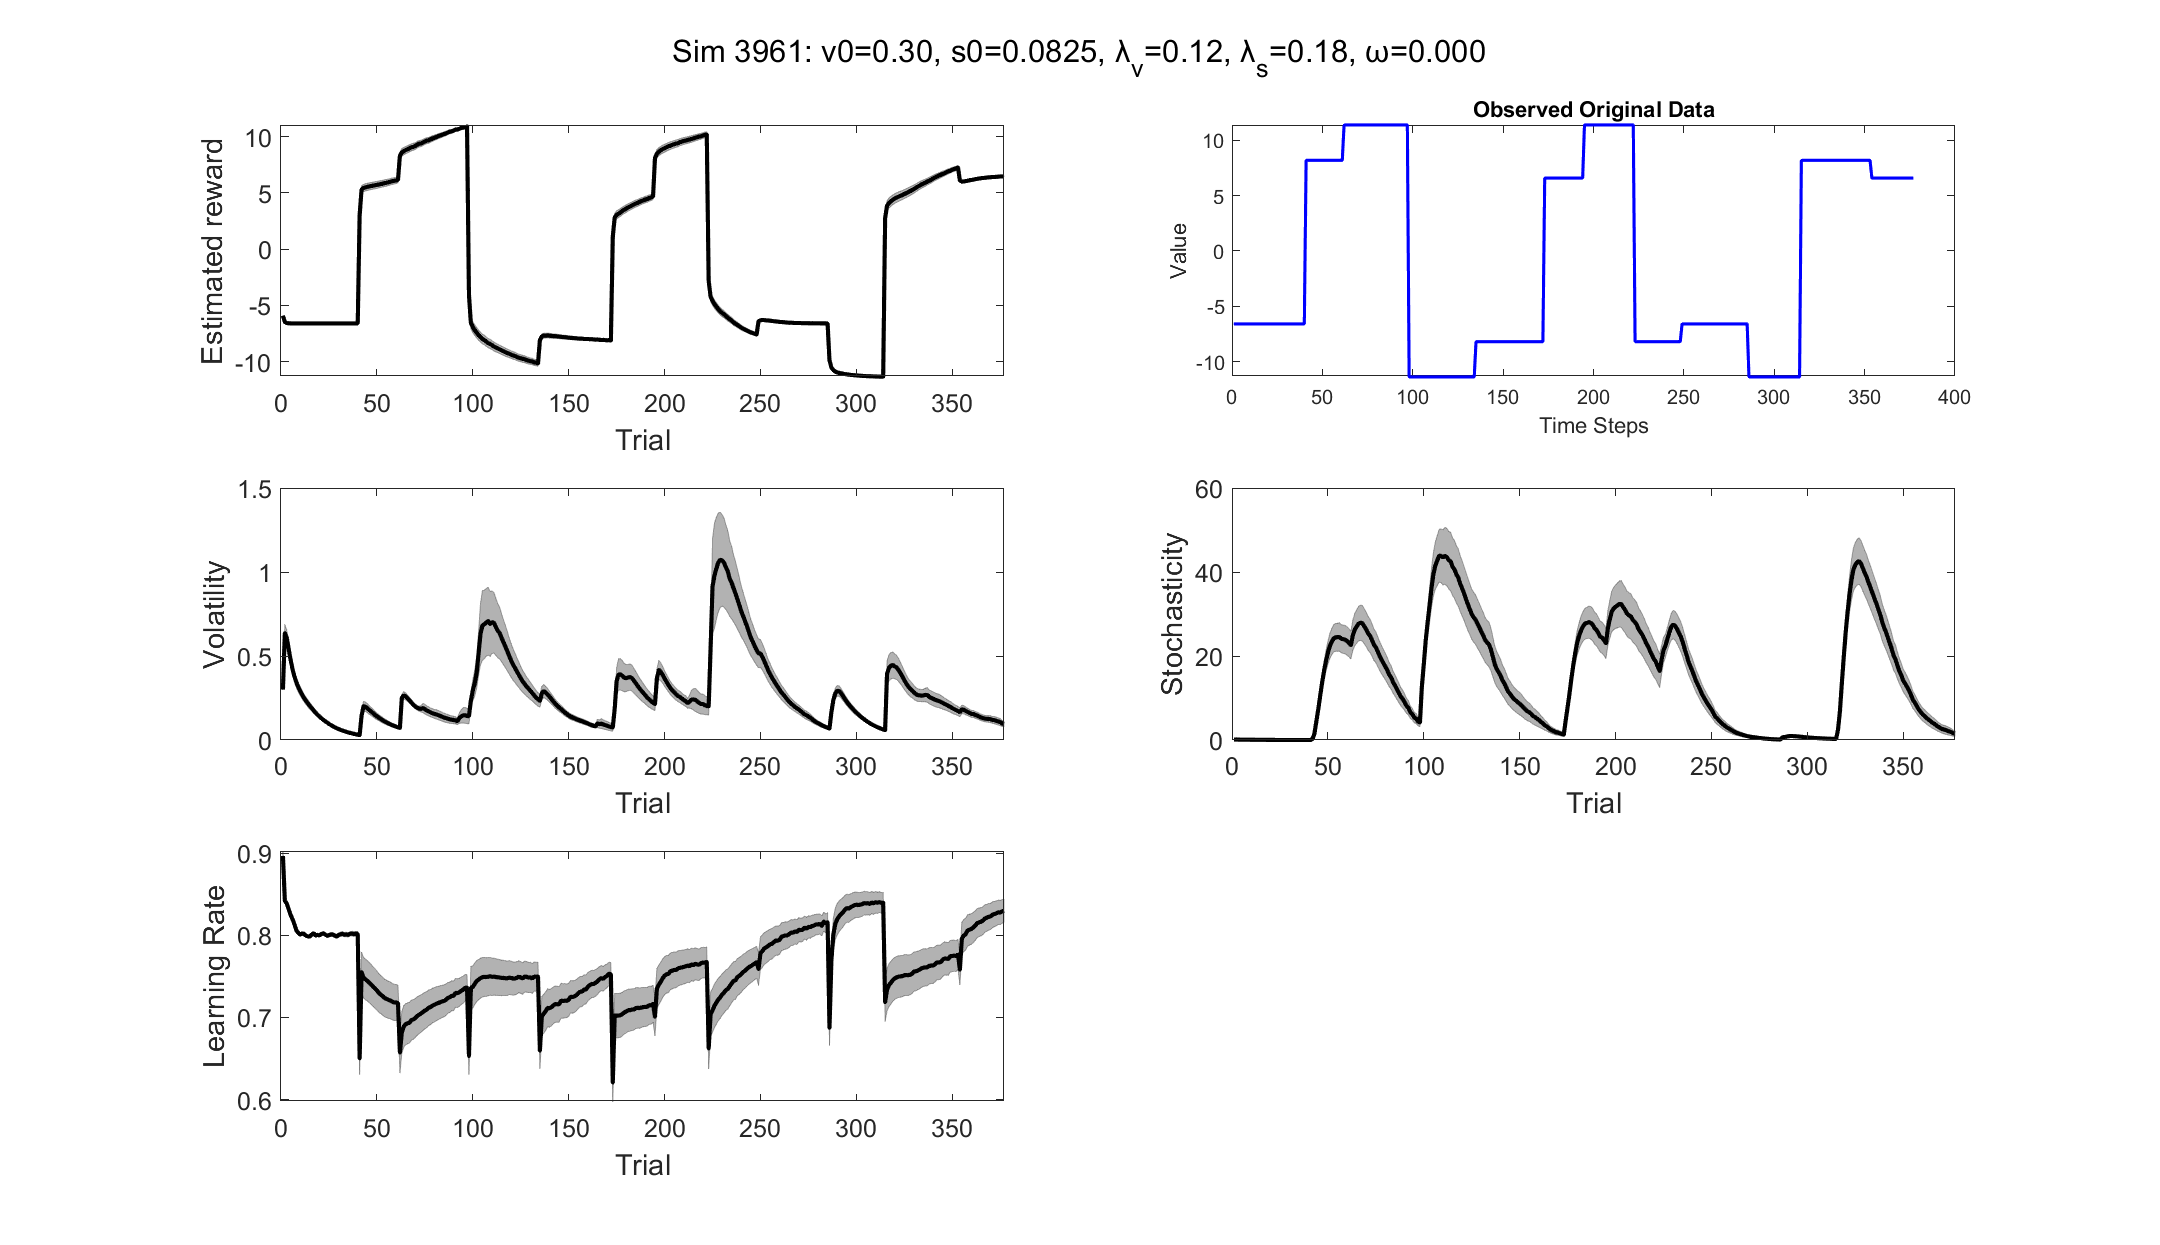 Sim 3961: v0=0.30, s0=0.0825, λ_v=0.12, λ_s=0.18, ω=0.000
Estimated reward
10
5
0
-5
-10
0 50 100 150 200 250 300 350
Trial
Observed Original Data
Value
10
5
0
-5
-10
0 50 100 150 200 250 300 350 400
Time Steps
Volatility
1.5
1
0.5
0
0 50 100 150 200 250 300 350
Trial
Stochasticity
60
40
20
0
0 50 100 150 200 250 300 350
Trial
Learning Rate
0.9
0.8
0.7
0.6
0 50 100 150 200 250 300 350
Trial